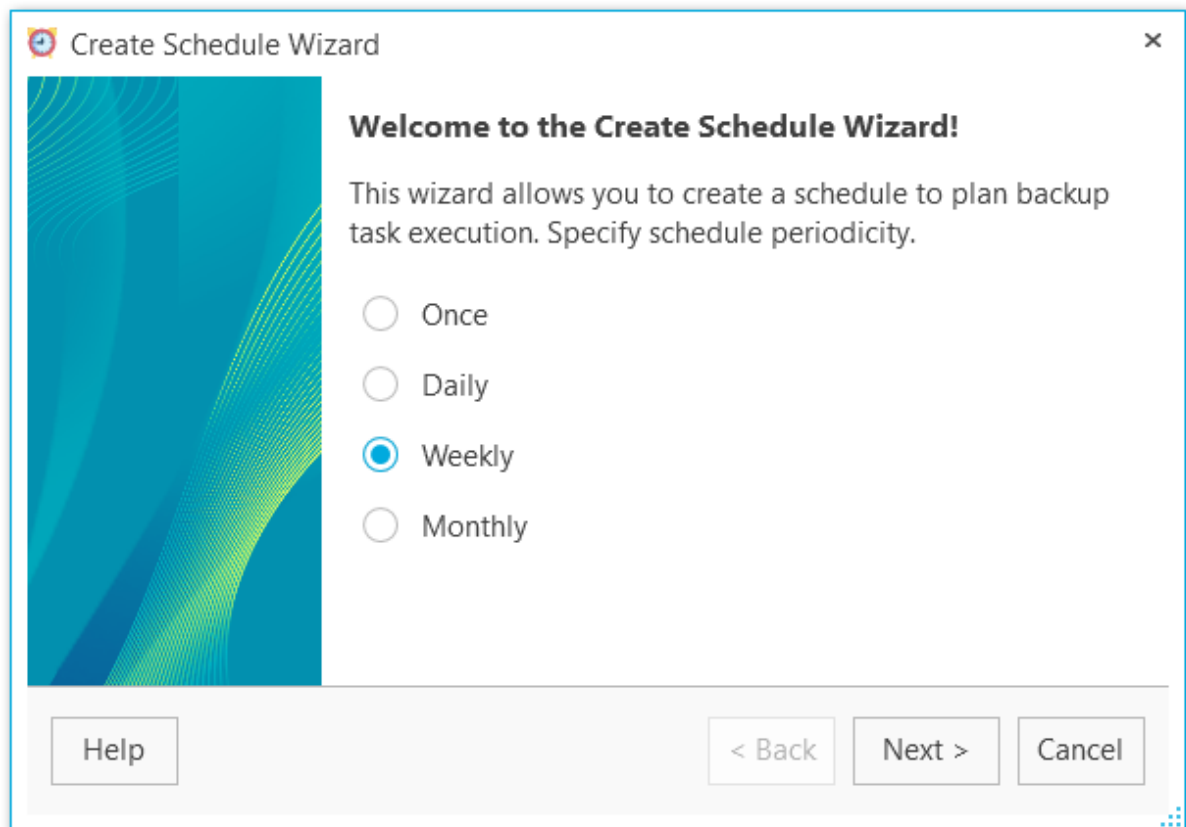 Create Schedule Wizard
Welcome to the Create Schedule Wizard!
This wizard allows you to create a schedule to plan backup
task execution. Specify schedule periodicity.
Once
Daily
Weekly
Monthly
Help
< Back
Next >
Cancel